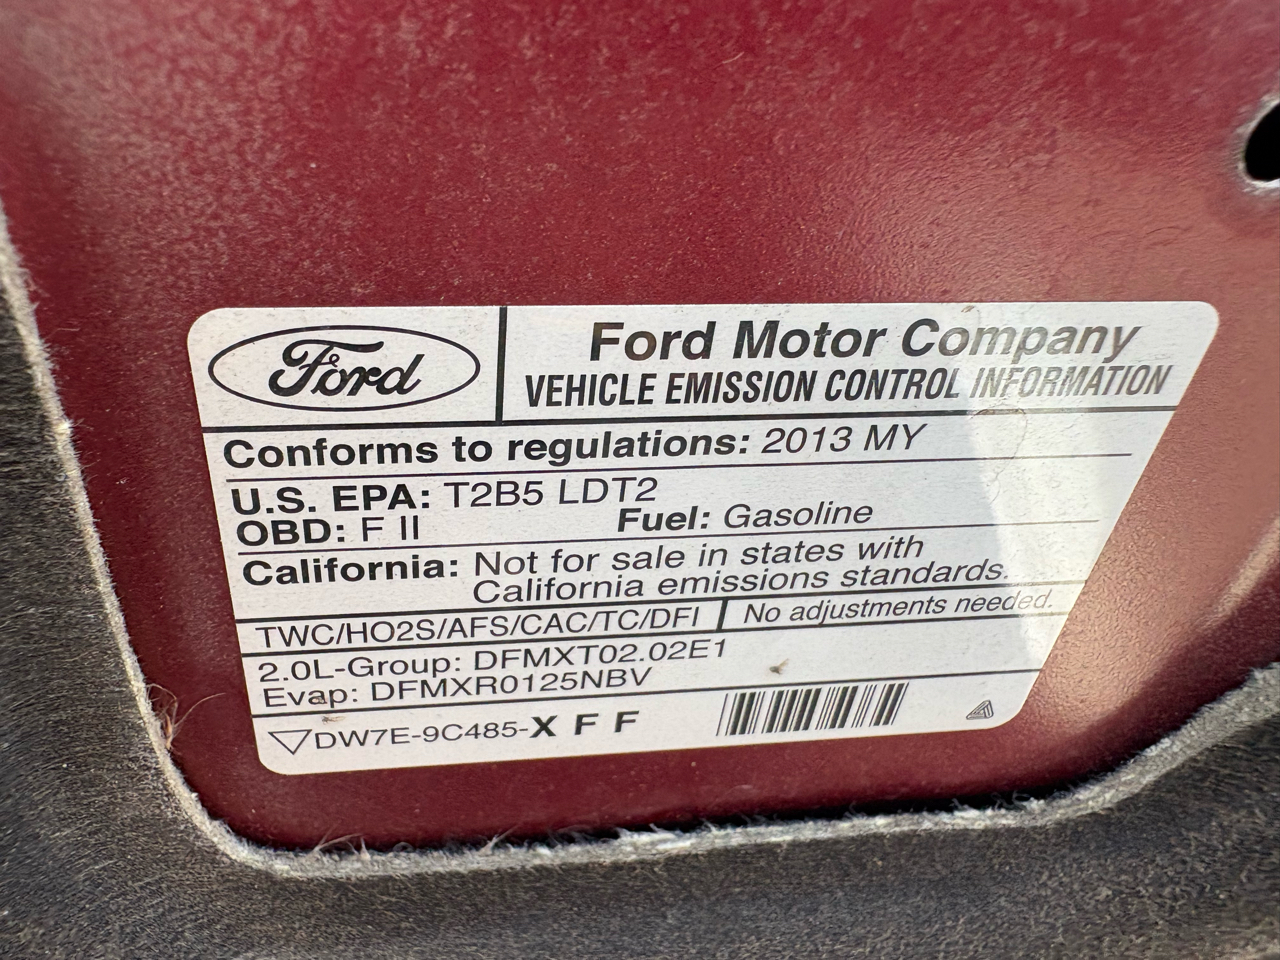 Ford
Ford Motor Company
VEHICLE EMISSION CONTROL INFORMATION
Conforms to regulations: 2013 MY
U.S. EPA: T2B5 LDT2
OBD: F II Fuel: Gasoline
California: Not for sale in states with
California emissions standards.
TWC/HO2S/AFS/CAC/TC/DFI No adjustments needed.
2.0L-Group: DFMXT02.02E1
Evap: DFMXR0125NBV
DW7E-9C485-X F F